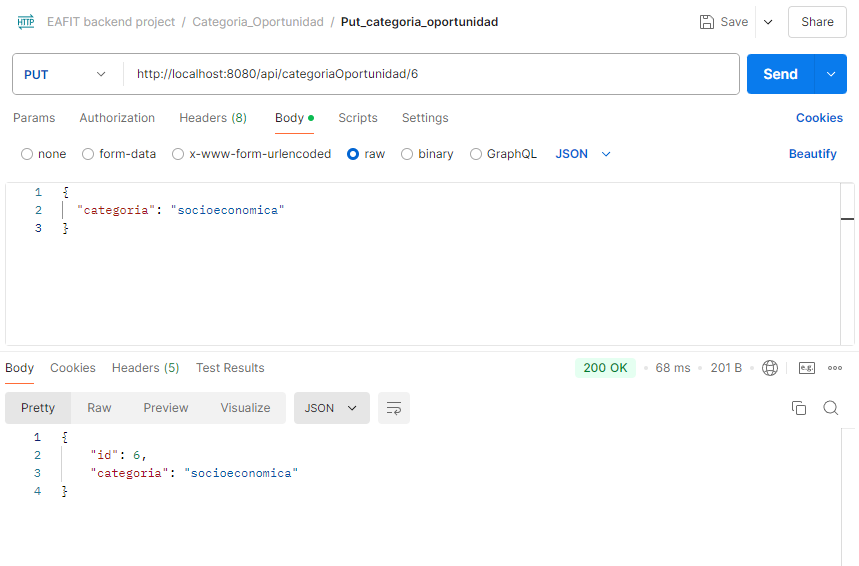 HTTP EAFIT backend project / Categoria_Oportunidad / Put_categoria_oportunidad Save Share
PUT http://localhost:8080/api/categoriaOportunidad/6 Send
Params Authorization Headers (8) Body Scripts Settings Cookies
none form-data x-www-form-urlencoded raw binary GraphQL JSON Beautify
1 {
2 "categoria": "socioeconomica"
3 }
Body Cookies Headers (5) Test Results 200 OK 68 ms 201 B e.g.
Pretty Raw Preview Visualize JSON
1 {
2 "id": 6,
3 "categoria": "socioeconomica"
4 }